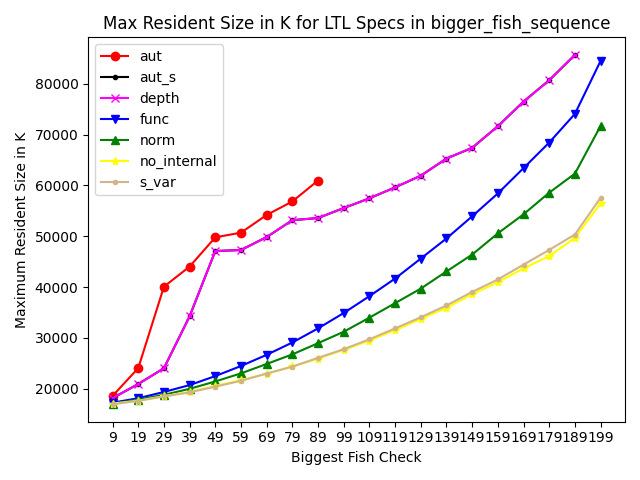 Max Resident Size in K for LTL Specs in bigger_fish_sequence
aut
aut_s
depth
func
norm
no_internal
s_var
Maximum Resident Size in K
80000
70000
60000
50000
40000
30000
20000
9 19 29 39 49 59 69 79 89 99 109 119 129 139 149 159 169 179 189 199
Biggest Fish Check